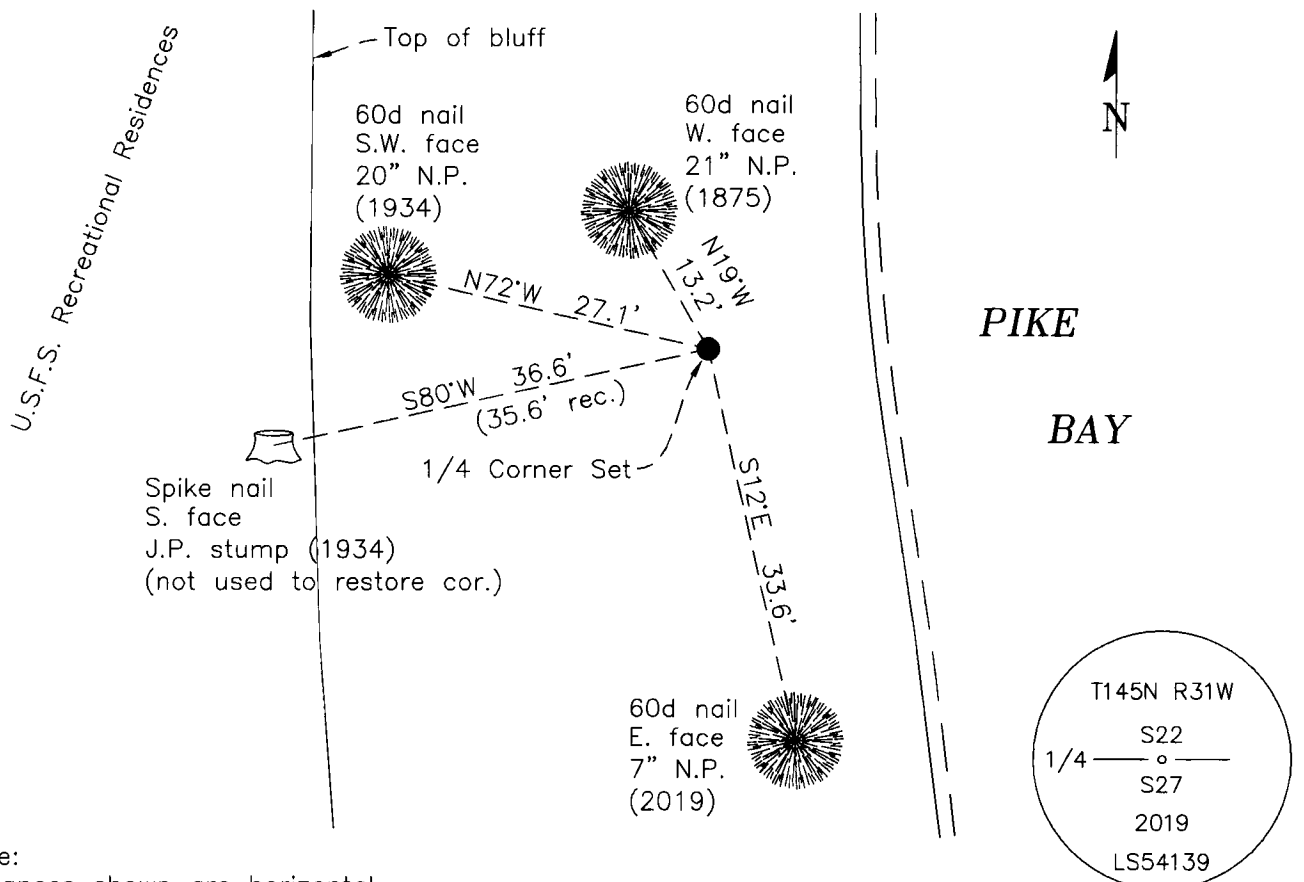 Top of bluff
U.S.F.S. Recreational Residences
60d nail
S.W. face
20" N.P.
(1934)
60d nail
W. face
21" N.P.
(1875)
N
N19°W
13.2'
N72°W 27.1'
PIKE
BAY
S80°W 36.6'
(35.6' rec.)
1/4 Corner Set
S12°E 33.6'
Spike nail
S. face
J.P. stump (1934)
(not used to restore cor.)
60d nail
E. face
7" N.P.
(2019)
T145N R31W
S22
1/4
S27
2019
LS54139